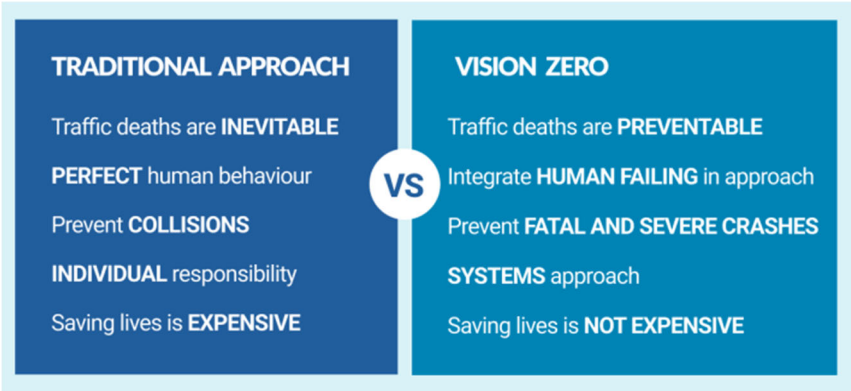 TRADITIONAL APPROACH
Traffic deaths are INEVITABLE
PERFECT human behaviour
Prevent COLLISIONS
INDIVIDUAL responsibility
Saving lives is EXPENSIVE
VS
VISION ZERO
Traffic deaths are PREVENTABLE
Integrate HUMAN FAILING in approach
Prevent FATAL AND SEVERE CRASHES
SYSTEMS approach
Saving lives is NOT EXPENSIVE